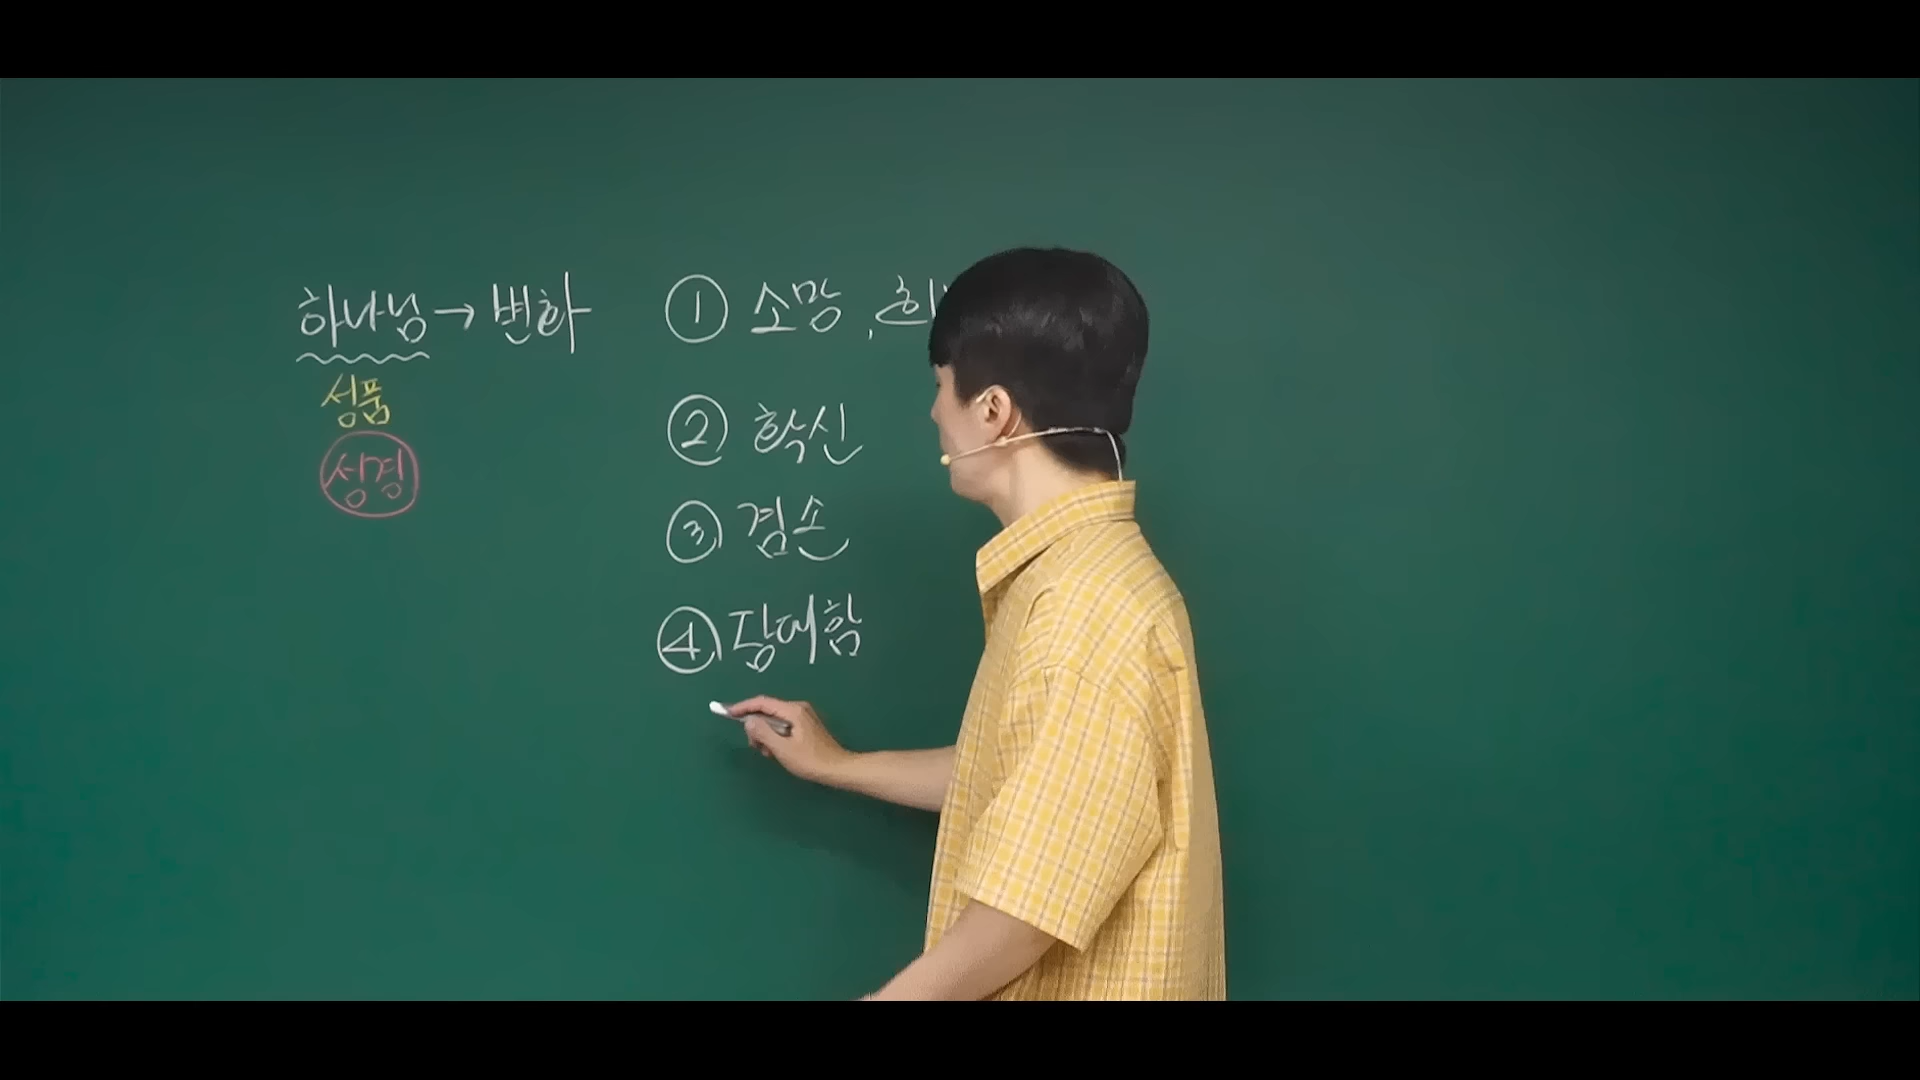 하나님 → 변화
성품
성경
① 소망,
② 확신
③ 겸손
④ 담대함